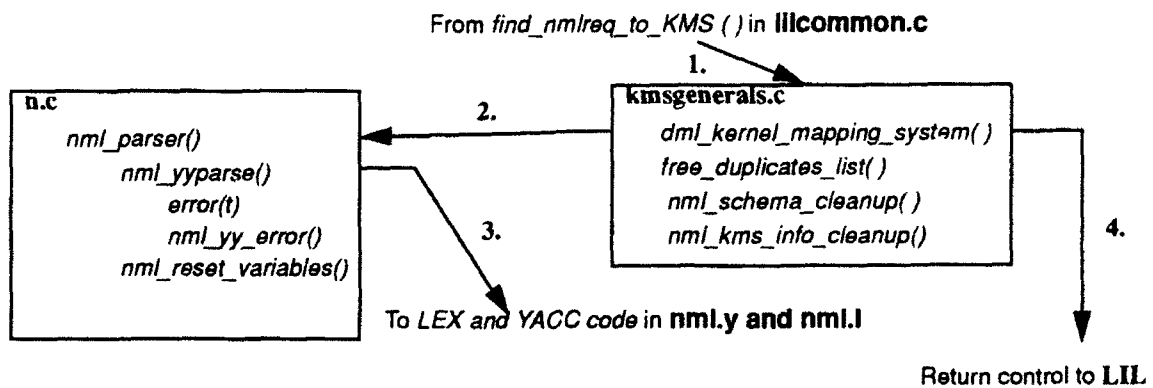 From find_nmlreq_to_KMS ( ) in lilcommon.c
1.
n.c
nml_parser()
nml_yyparse()
error(t)
nml_yy_error()
nml_reset_variables()
2.
kmsgenerals.c
dml_kernel_mapping_system( )
free_duplicates_list( )
nml_schema_cleanup( )
nml_kms_info_cleanup()
3.
4.
To LEX and YACC code in nml.y and nml.l
Return control to LIL